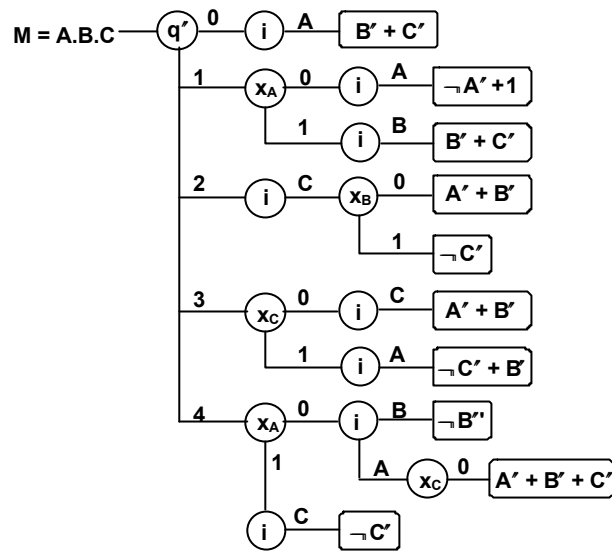 M = A.B.C q′ 0 i A B′ + C′
1 xA 0 i A ¬A′ +1
1 i B B′ + C′
2 i C xB 0 A′ + B′
1 ¬C′
3 xC 0 i C A′ + B′
1 i A ¬C′ + B′
4 xA 0 i B ¬B′'
1 A xC 0 A′ + B′ + C′
i C ¬C′